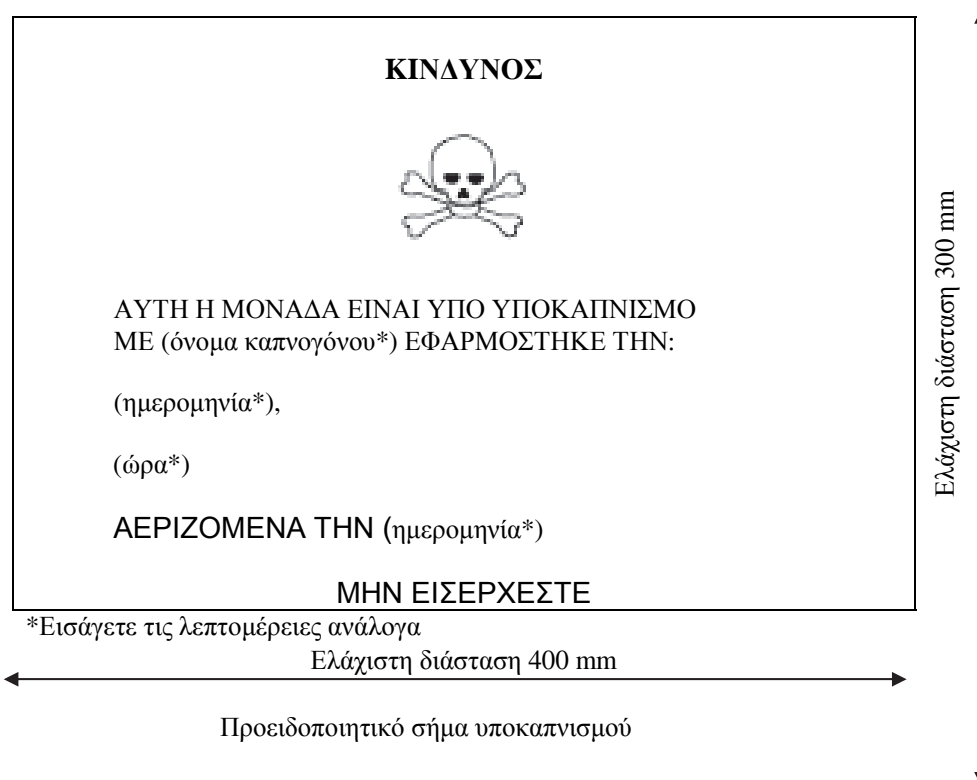 ΚΙΝΔΥΝΟΣ
ΑΥΤΗ Η ΜΟΝΑΔΑ ΕΙΝΑΙ ΥΠΟ ΥΠΟΚΑΠΝΙΣΜΟ
ΜΕ (όνομα καπνογόνου*) ΕΦΑΡΜΟΣΤΗΚΕ ΤΗΝ:
(ημερομηνία*),
(ώρα*)
ΑΕΡΙΖΟΜΕΝΑ ΤΗΝ (ημερομηνία*)
ΜΗΝ ΕΙΣΕΡΧΕΣΤΕ
*Εισάγετε τις λεπτομέρειες ανάλογα
Ελάχιστη διάσταση 400 mm
Προειδοποιητικό σήμα υποκαπνισμού
Ελάχιστη διάσταση 300 mm